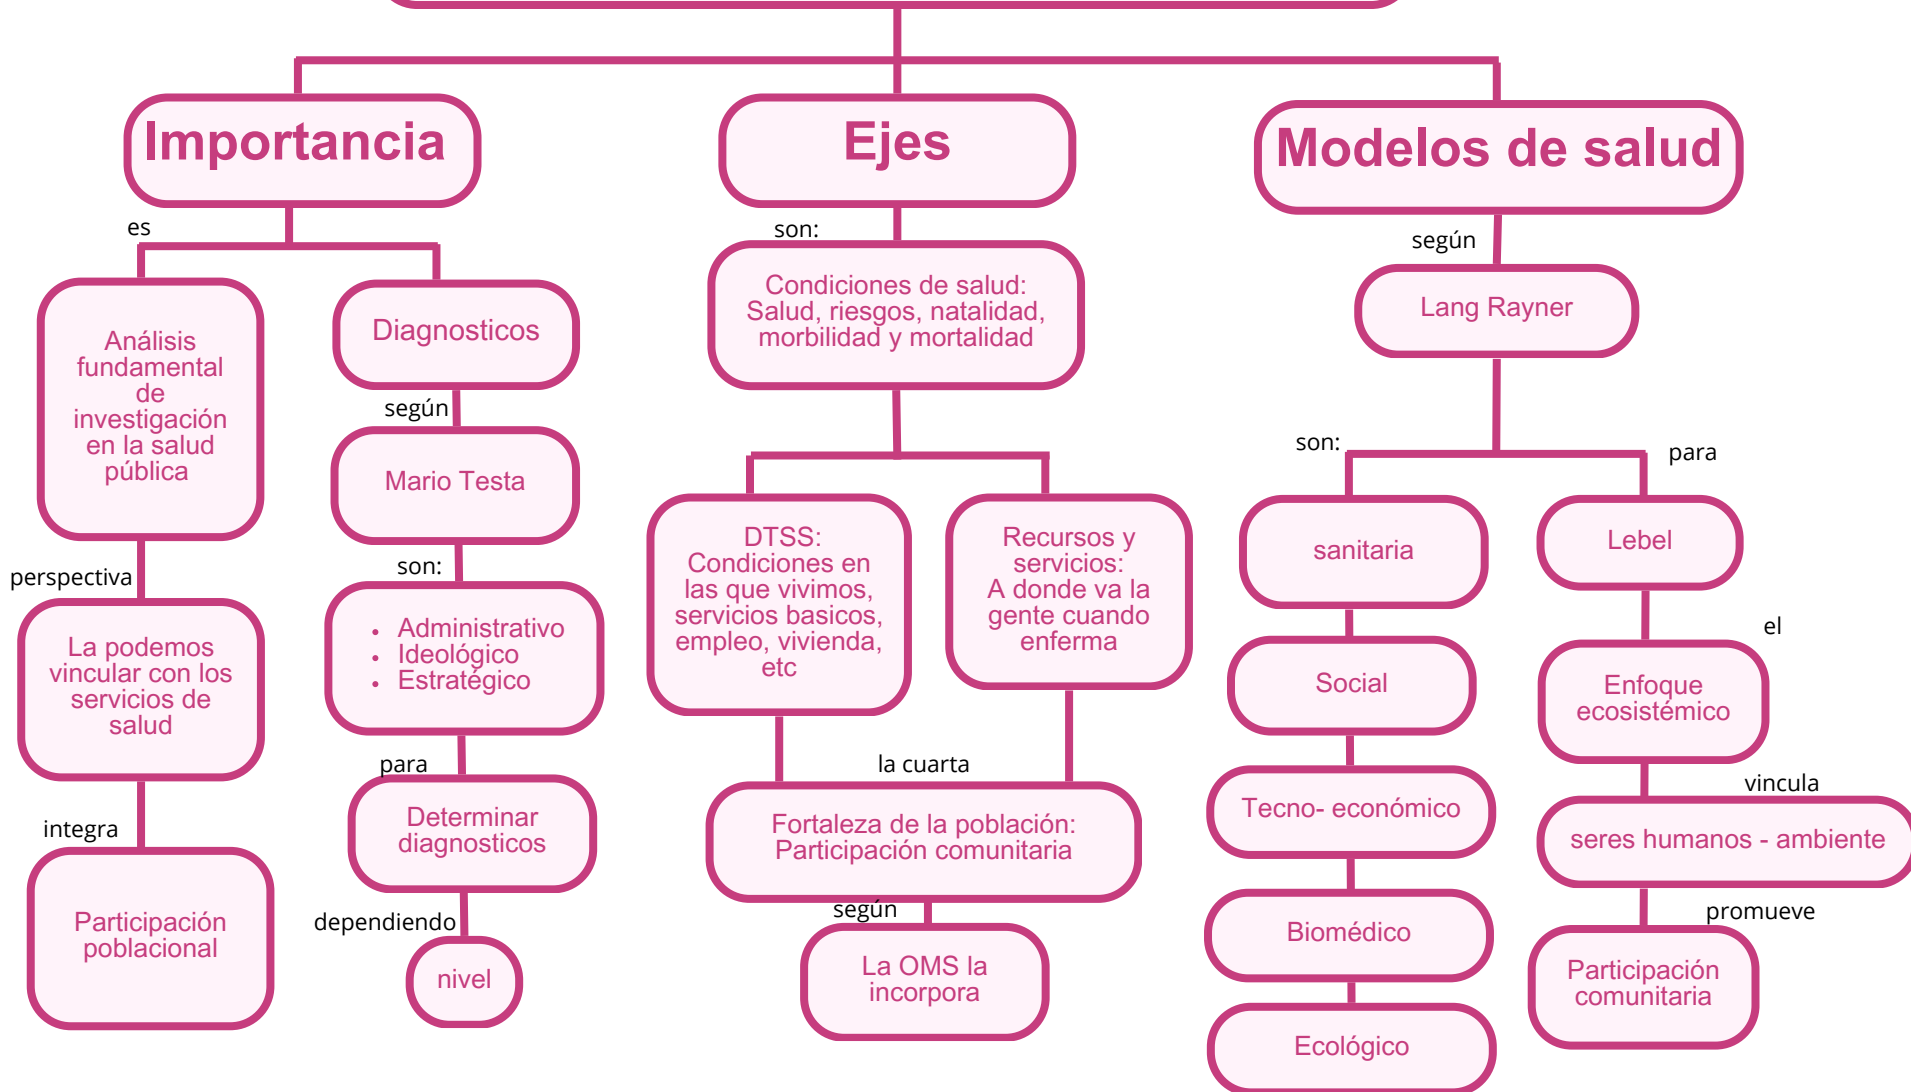 Importancia
es
Análisis
fundamental
de
investigación
en la salud
pública
perspectiva
La podemos
vincular con los
servicios de
salud
integra
Participación
poblacional
Diagnosticos
según
Mario Testa
son:
• Administrativo
• Ideológico
• Estratégico
para
Determinar
diagnosticos
dependiendo
nivel
Ejes
son:
Condiciones de salud:
Salud, riesgos, natalidad,
morbilidad y mortalidad
DTSS:
Condiciones en
las que vivimos,
servicios basicos,
empleo, vivienda,
etc
Recursos y
servicios:
A donde va la
gente cuando
enferma
la cuarta
Fortaleza de la población:
Participación comunitaria
según
La OMS la
incorpora
Modelos de salud
según
Lang Rayner
son:
sanitaria
Social
Tecno- económico
Biomédico
Ecológico
para
Lebel
el
Enfoque
ecosistémico
vincula
seres humanos - ambiente
promueve
Participación
comunitaria